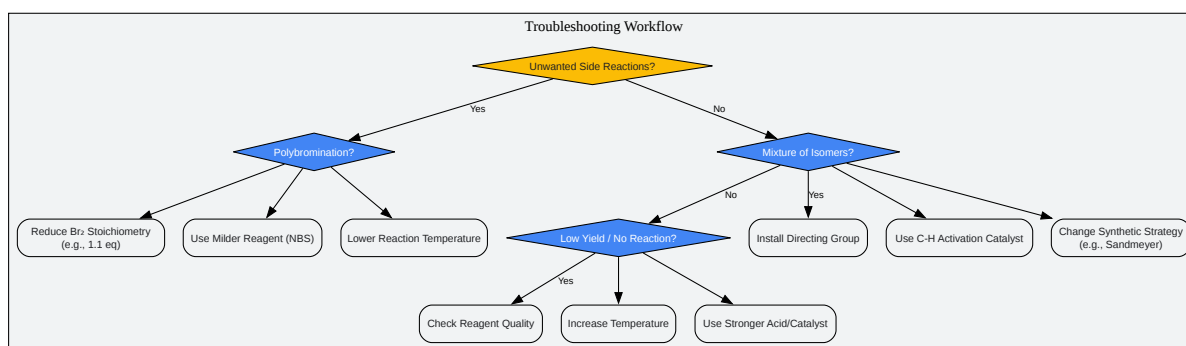 Troubleshooting Workflow
Unwanted Side Reactions?
Yes
No
Polybromination?
Mixture of Isomers?
No
Yes
Reduce Br₂ Stoichiometry
(e.g., 1.1 eq)
Use Milder Reagent (NBS)
Lower Reaction Temperature
Low Yield / No Reaction?
Install Directing Group
Use C-H Activation Catalyst
Change Synthetic Strategy
(e.g., Sandmeyer)
Yes
Check Reagent Quality
Increase Temperature
Use Stronger Acid/Catalyst